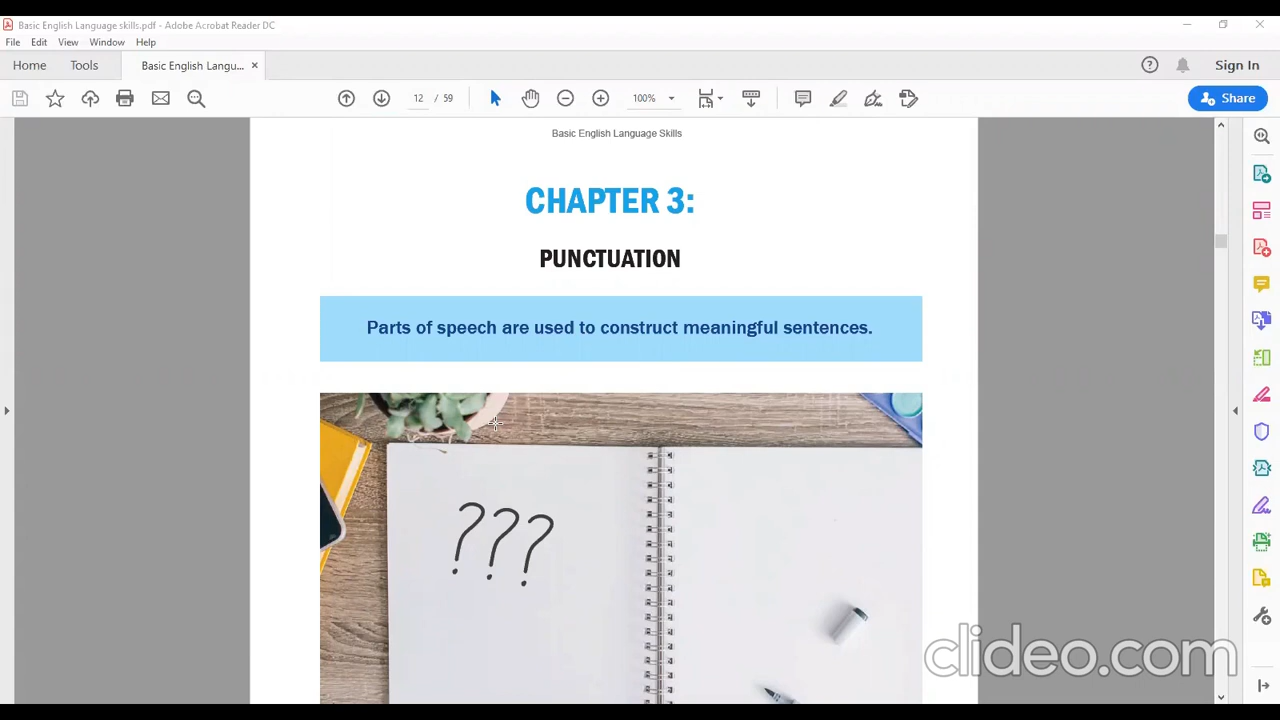 Basic English Language skills.pdf - Adobe Acrobat Reader DC
File Edit View Window Help
Home Tools Basic English Langu... × Sign In
12 / 59 100% Share
Basic English Language Skills
CHAPTER 3:
PUNCTUATION
Parts of speech are used to construct meaningful sentences.
???
clideo.com